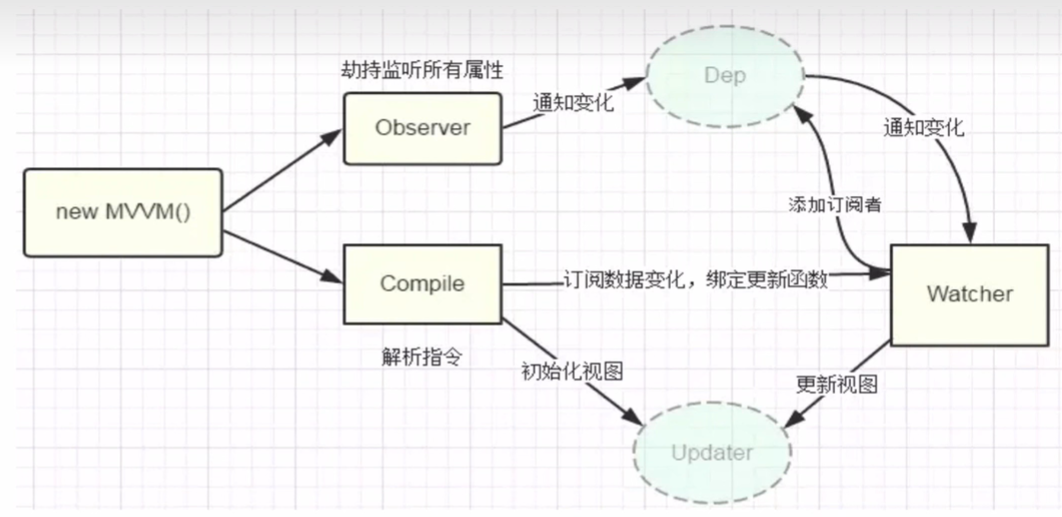 劫持监听所有属性
Observer
通知变化
Dep
通知变化
new MVVM()
添加订阅者
Compile
订阅数据变化，绑定更新函数
Watcher
解析指令
初始化视图
更新视图
Updater